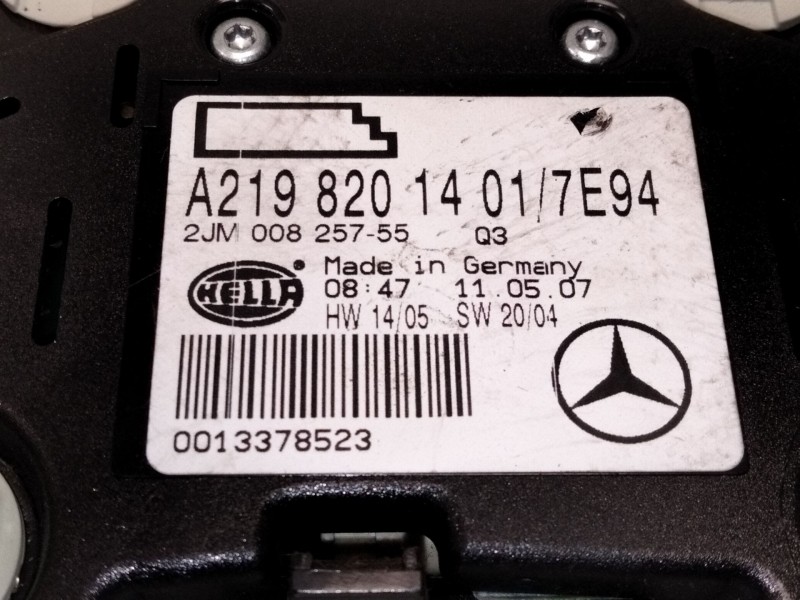 A219 820 14 01/7E94
2JM 008 257-55 Q3
HELLA
Made in Germany
08:47 11.05.07
HW 14/05 SW 20/04
0013378523